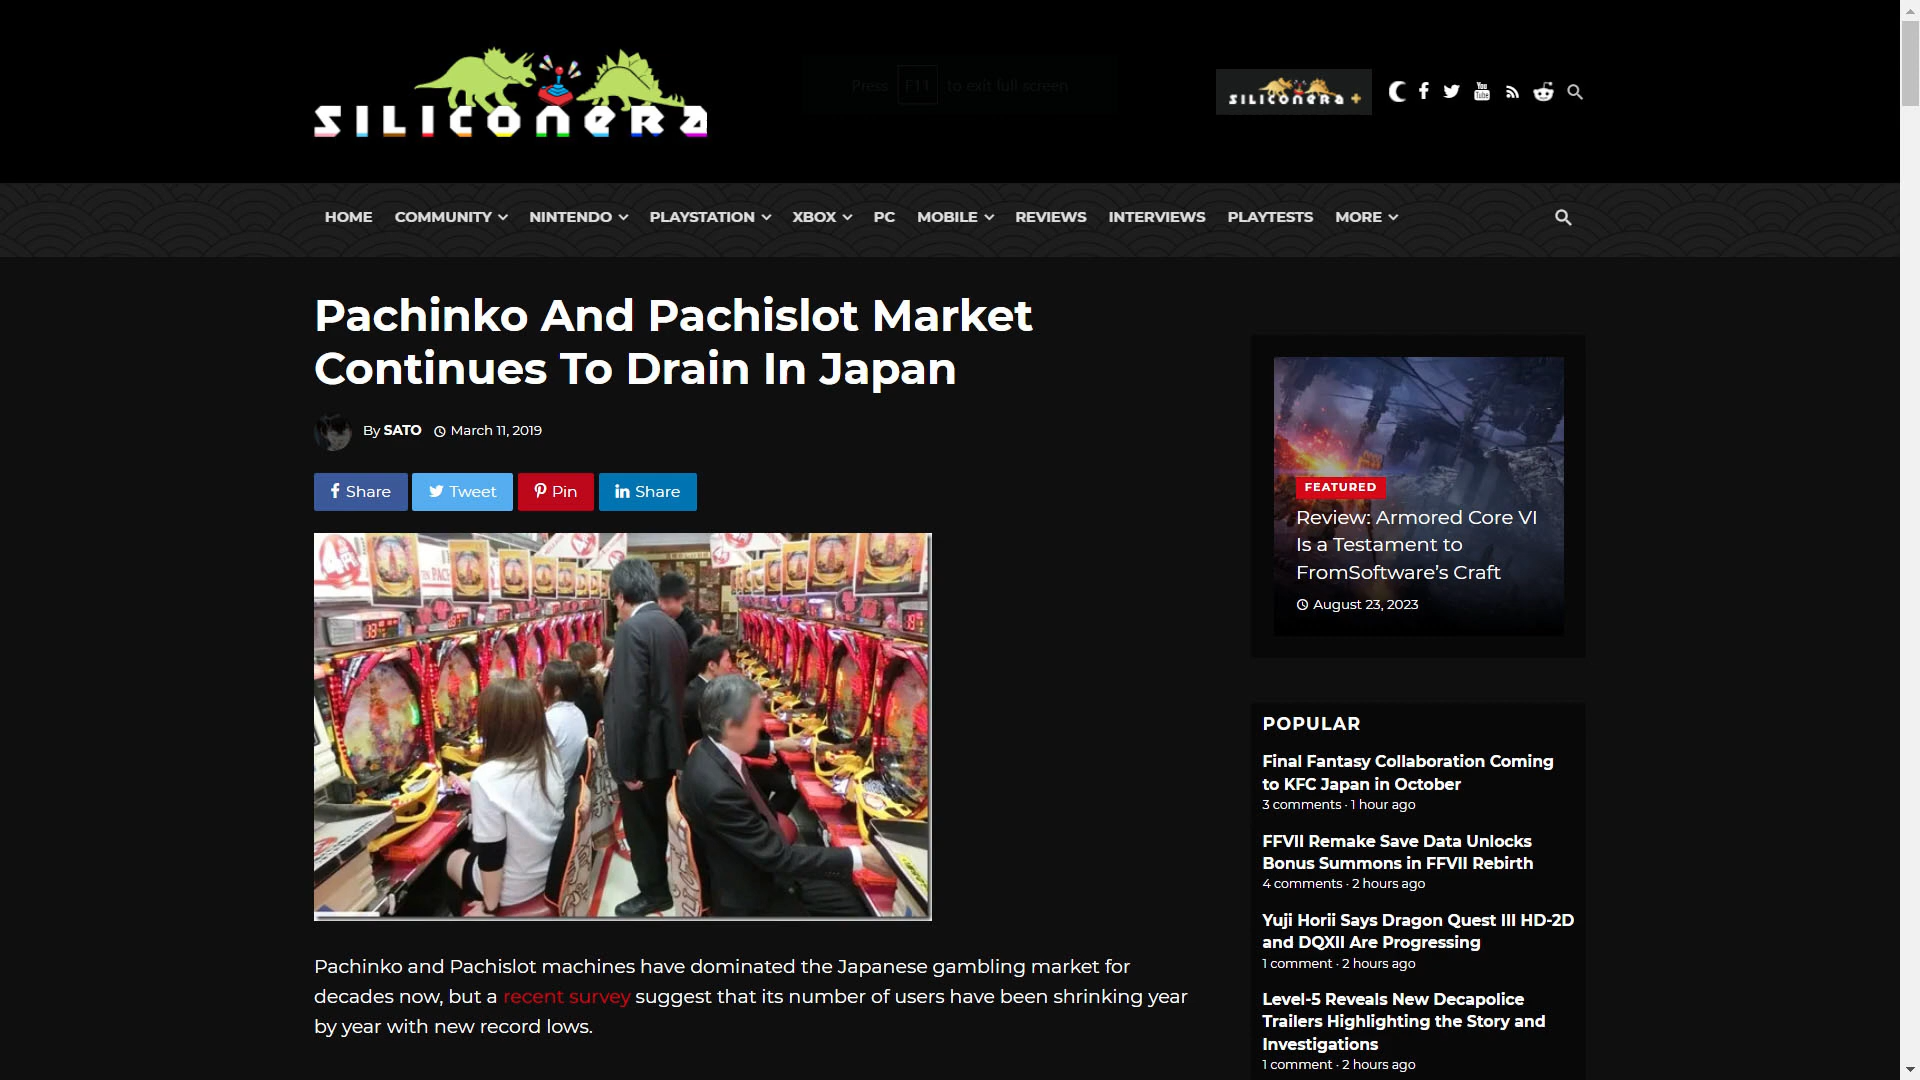 SILICONERA
Press F11 to exit full screen
SILICONERA +
HOME COMMUNITY NINTENDO PLAYSTATION XBOX PC MOBILE REVIEWS INTERVIEWS PLAYTESTS MORE
Pachinko And Pachislot Market
Continues To Drain In Japan
By SATO March 11, 2019
Share Tweet Pin Share
FEATURED
Review: Armored Core VI
Is a Testament to
FromSoftware’s Craft
August 23, 2023
Pachinko and Pachislot machines have dominated the Japanese gambling market for
decades now, but a recent survey suggest that its number of users have been shrinking year
by year with new record lows.
POPULAR
Final Fantasy Collaboration Coming
to KFC Japan in October
3 comments · 1 hour ago
FFVII Remake Save Data Unlocks
Bonus Summons in FFVII Rebirth
4 comments · 2 hours ago
Yuji Horii Says Dragon Quest III HD-2D
and DQXII Are Progressing
1 comment · 2 hours ago
Level-5 Reveals New Decapolice
Trailers Highlighting the Story and
Investigations
1 comment · 2 hours ago